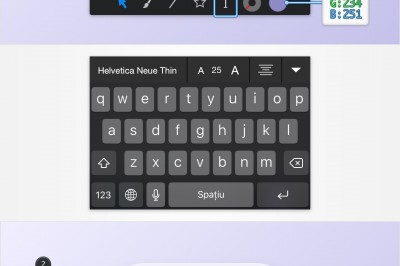 I
G:234
B:251
Helvetica Neue Thin A 25 A
q w e r t y u i o p
a s d f g h j k l
z x c v b n m
123 Spațiu
2